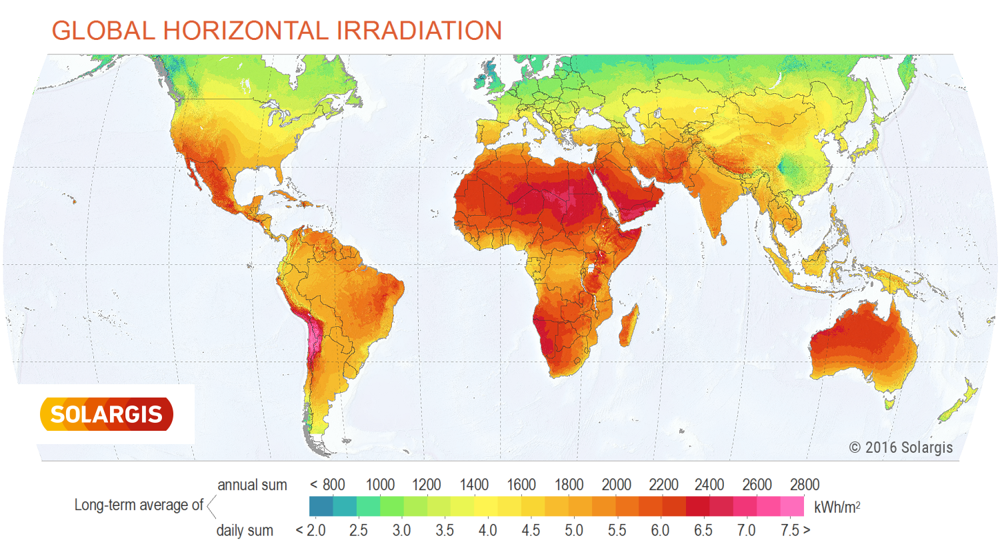 GLOBAL HORIZONTAL IRRADIATION
SOLARGIS
© 2016 Solargis
annual sum < 800 1000 1200 1400 1600 1800 2000 2200 2400 2600 2800
Long-term average of kWh/m²
daily sum < 2.0 2.5 3.0 3.5 4.0 4.5 5.0 5.5 6.0 6.5 7.0 7.5 >